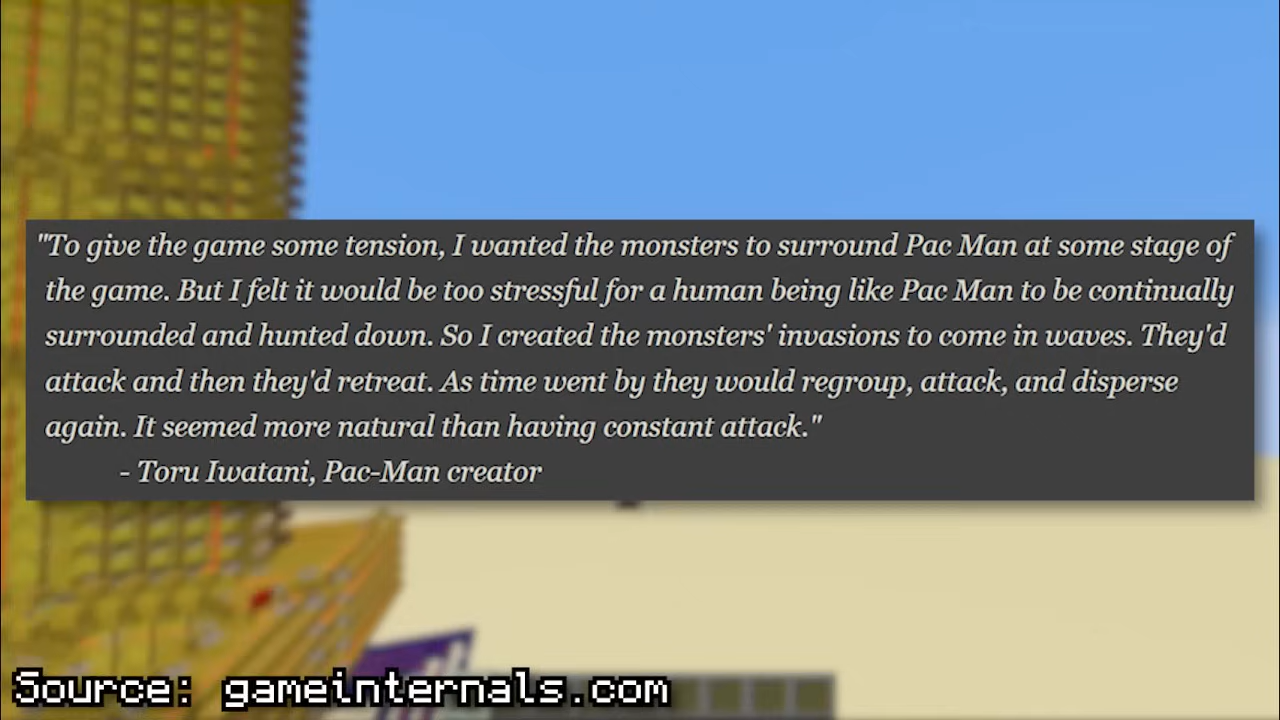 "To give the game some tension, I wanted the monsters to surround Pac Man at some stage of
the game. But I felt it would be too stressful for a human being like Pac Man to be continually
surrounded and hunted down. So I created the monsters' invasions to come in waves. They'd
attack and then they'd retreat. As time went by they would regroup, attack, and disperse
again. It seemed more natural than having constant attack."
- Toru Iwatani, Pac-Man creator
Source: gameinternals.com